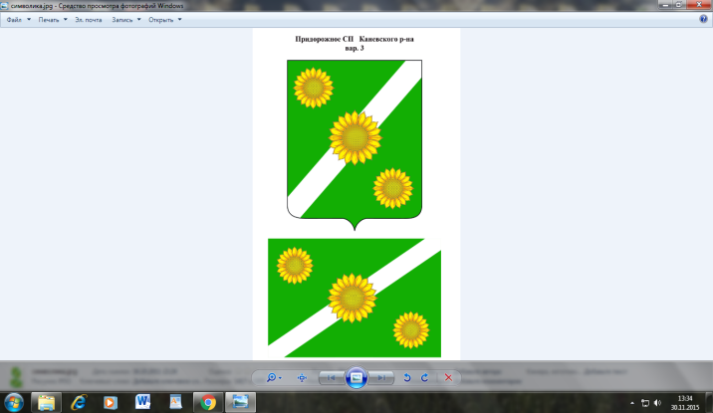 символика.jpg - Средство просмотра фотографий Windows
Файл Печать Эл. почта Запись Открыть
Придорожное СП Каневского р-на
вар. 3
13:34
30.11.2015